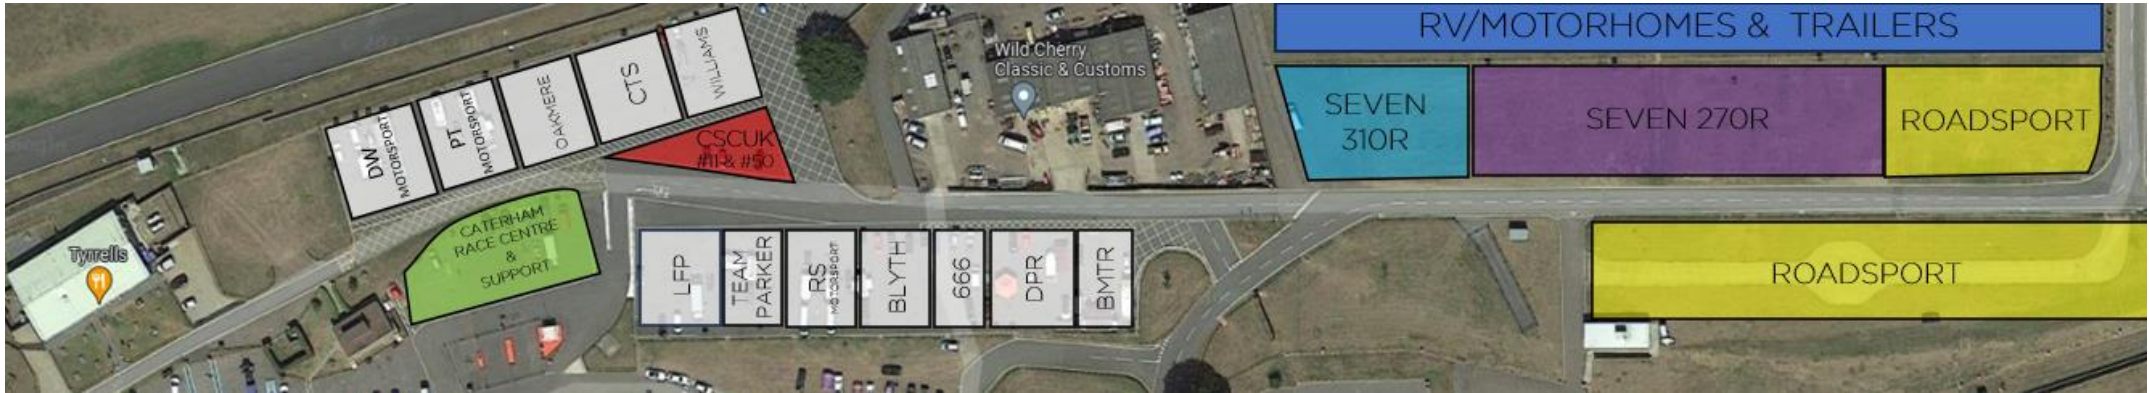 RV/MOTORHOMES & TRAILERS
WILLIAMS
CTS
OAKMERE
PT
MOTORSPORT
DW
MOTORSPORT
Wild Cherry
Classic & Customs
SEVEN
310R
SEVEN 270R
ROADSPORT
CSCUK
#11 & #50
CATERHAM
RACE CENTRE
&
SUPPORT
Tyrrells
LFP
TEAM
PARKER
RS
MOTORSPORT
BLYTH
666
DPR
BMTR
ROADSPORT